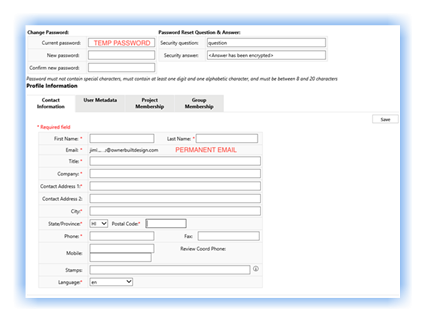 Change Password: Password Reset Question & Answer:
Current password: TEMP PASSWORD Security question: question
New password: Security answer: <Answer has been encrypted>
Confirm new password:
Password must not contain special characters, must contain at least one digit and one alphabetic character, and must be between 8 and 20 characters
Profile Information
Contact Information User Metadata Project Membership Group Membership
Save
* Required field
First Name: * Last Name: *
Email: * @ownerbuiltdesign.com PERMANENT EMAIL
Title: *
Company: *
Contact Address 1:*
Contact Address 2:
City:*
State/Province:* HI Postal Code:*
Phone: * Fax:
Mobile: Review Coord Phone:
Stamps:
Language:* en